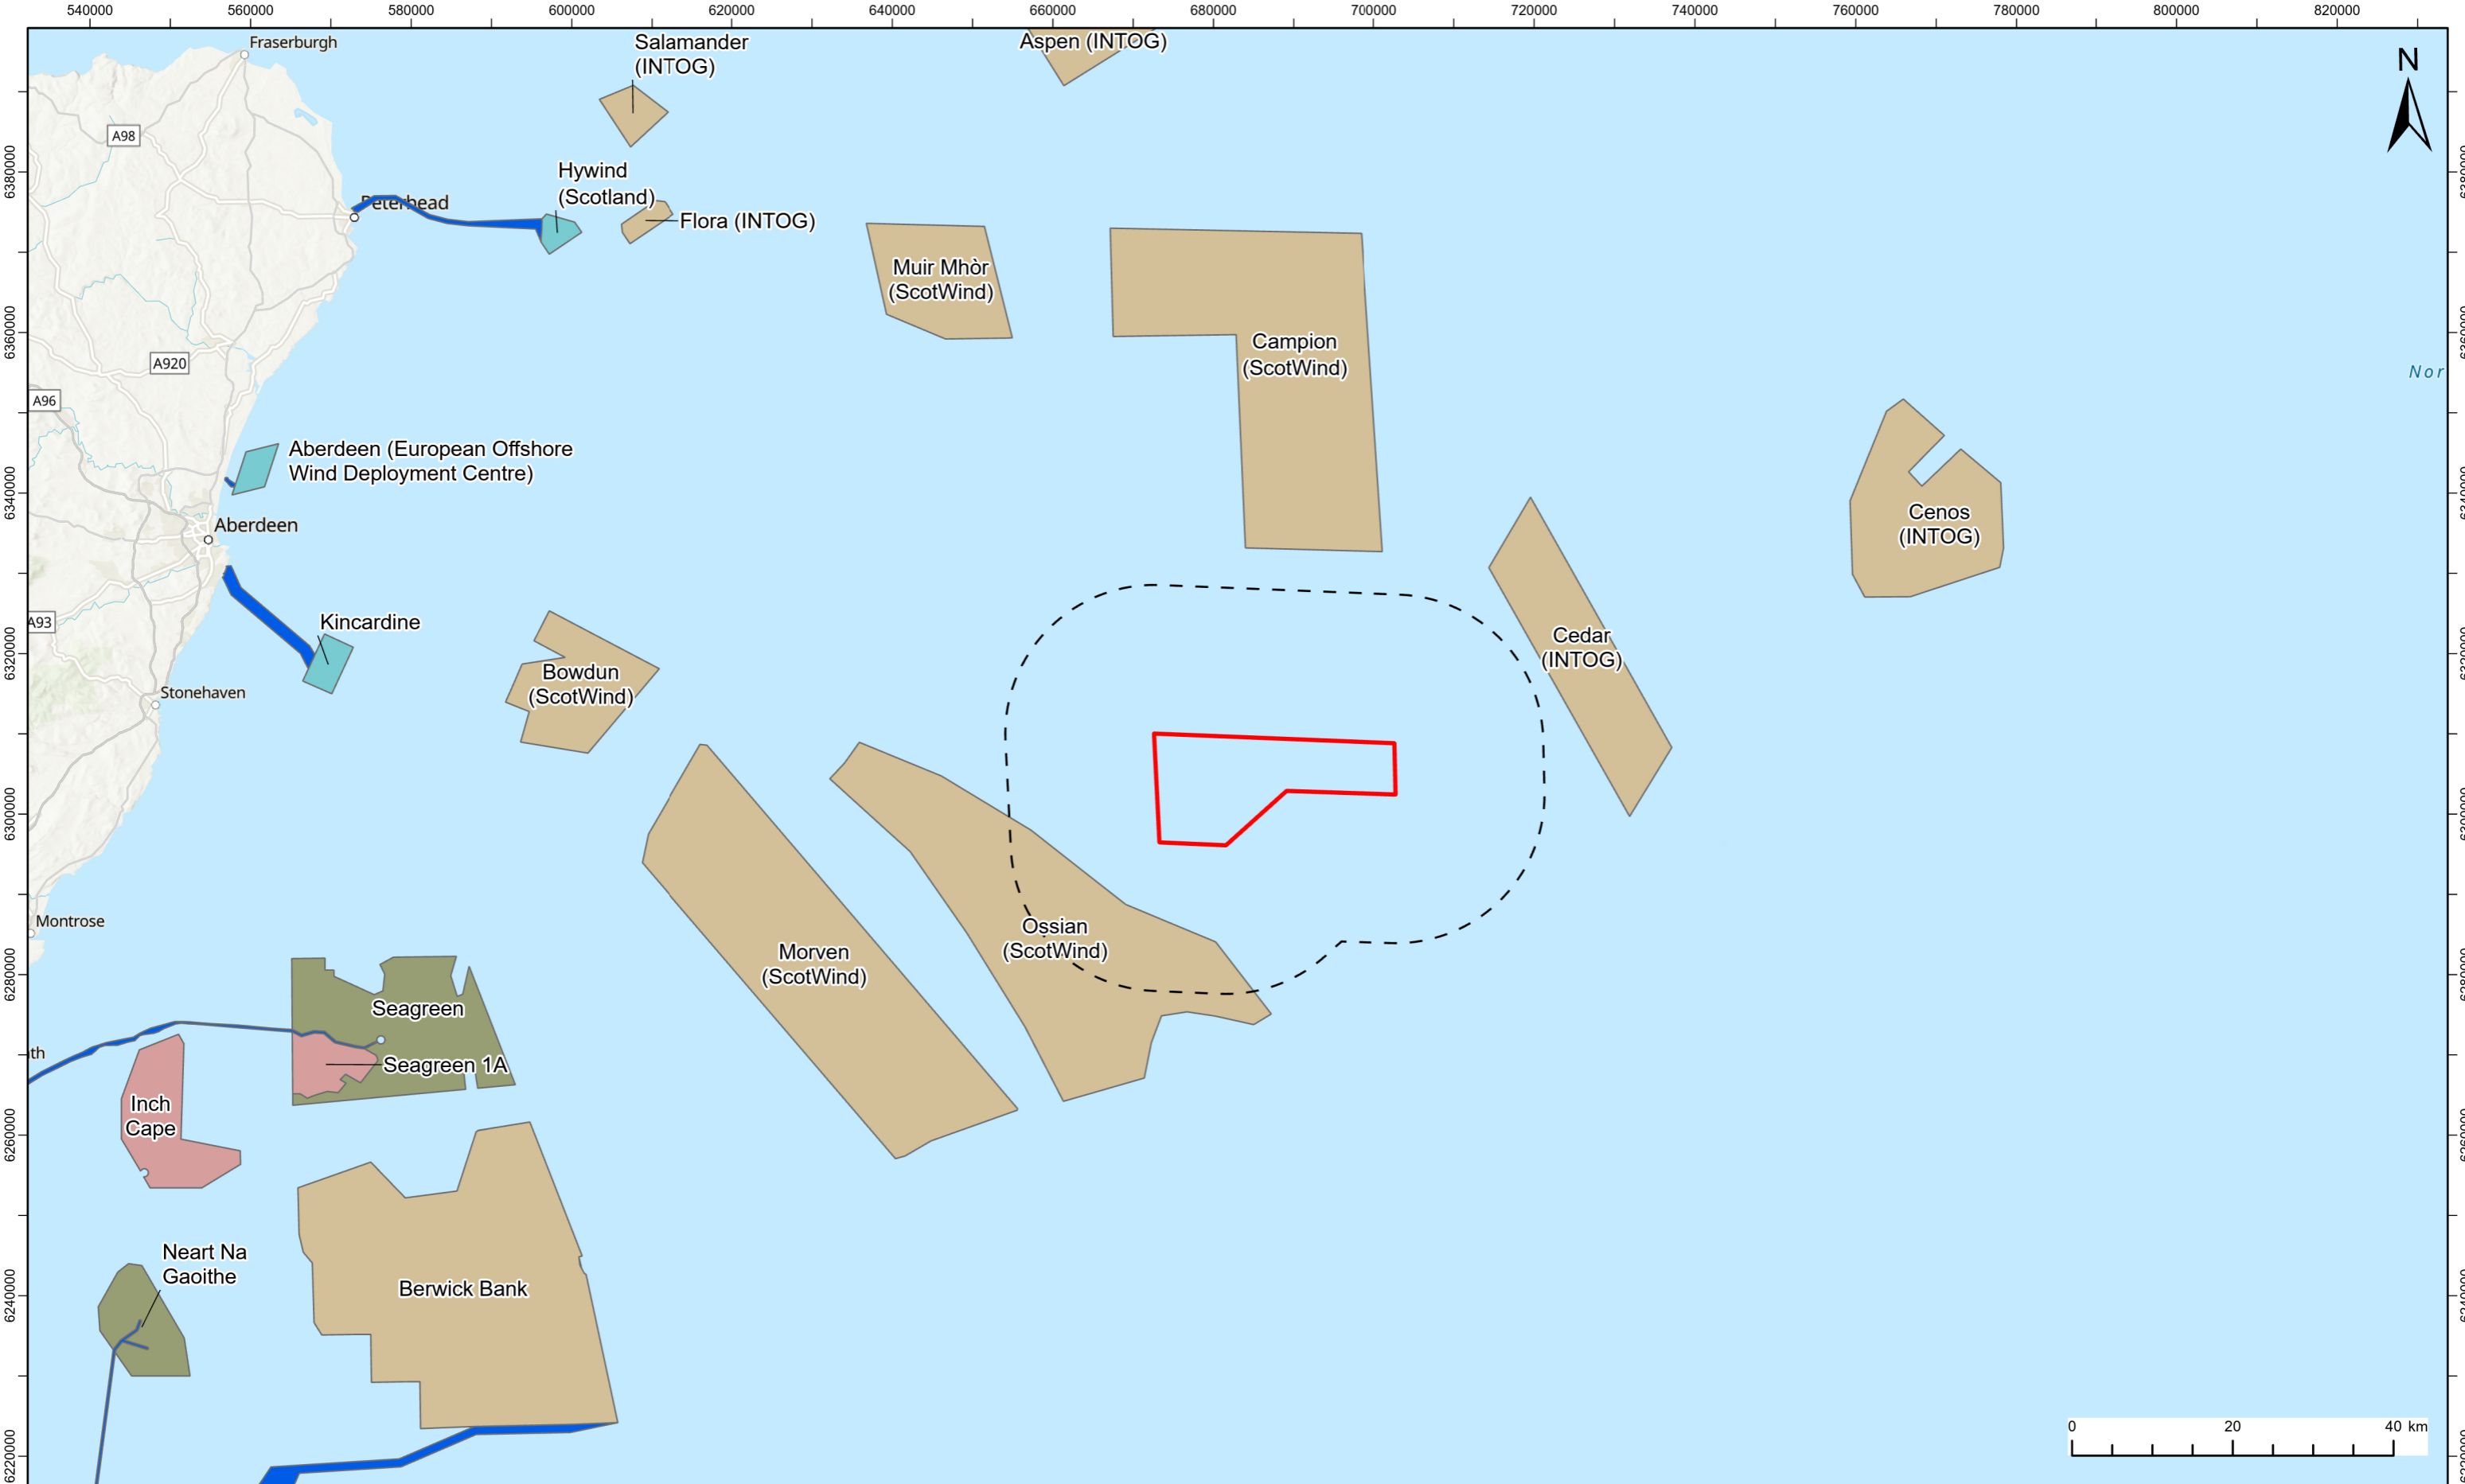 540000 560000 580000 600000 620000 640000 660000 680000 700000 720000 740000 760000 780000 800000 820000
Fraserburgh
Salamander
(INTOG)
Aspen (INTOG)
N
A98
6380000
Hywind
(Scotland)
Peterhead
Flora (INTOG)
Muir Mhòr
(ScotWind)
6360000
Campion
(ScotWind)
A920
Nor
A96
Aberdeen (European Offshore
Wind Deployment Centre)
6340000
Cenos
(INTOG)
Aberdeen
A93
Kincardine
6320000
Cedar
(INTOG)
Bowdun
(ScotWind)
Stonehaven
6300000
Montrose
Ossian
(ScotWind)
Morven
(ScotWind)
6280000
Seagreen
th
Seagreen 1A
Inch
Cape
6260000
Neart Na
Gaoithe
Berwick Bank
6240000
0 20 40 km
6220000